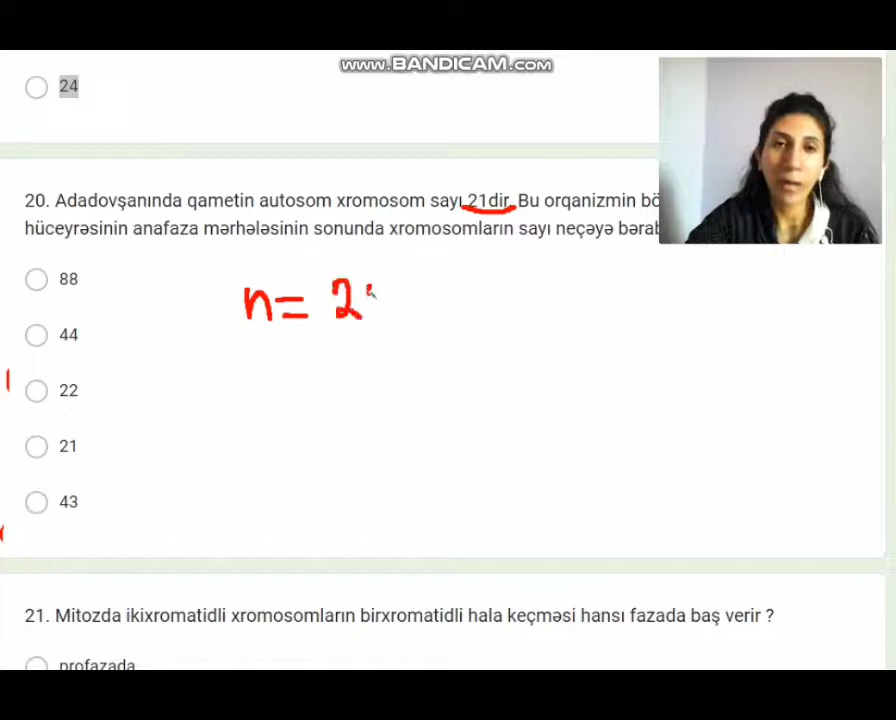 www.BANDICAM.com
24
20. Adadovşanında qametin autosom xromosom sayı 21dir. Bu orqanizmin
hüceyrəsinin anafaza mərhələsinin sonunda xromosomların sayı neçəyə
88
n= 2
44
22
21
43
21. Mitozda ikixromatidli xromosomların birxromatidli hala keçməsi hansı fazada baş verir ?
profazada